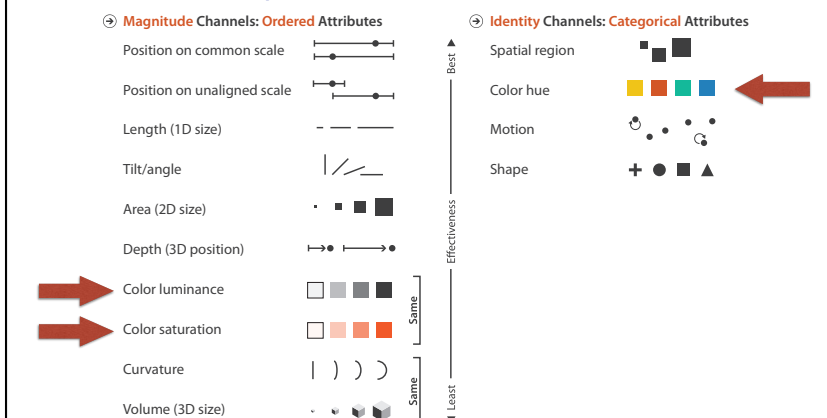 Magnitude Channels: Ordered Attributes
Position on common scale
Position on unaligned scale
Length (1D size)
Tilt/angle
Area (2D size)
Depth (3D position)
Color luminance
Color saturation
Curvature
Volume (3D size)
Same
Same
Best
Effectiveness
Least
Identity Channels: Categorical Attributes
Spatial region
Color hue
Motion
Shape